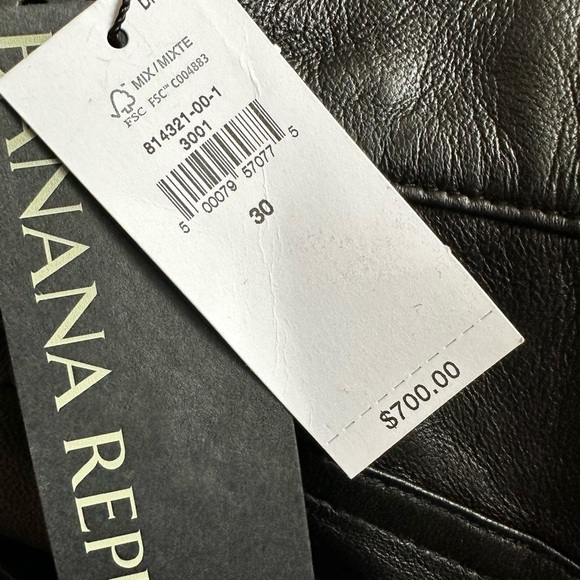 MIX/MIXTE
FSC FSC™ C004883
814321-00-1
3001
5 00079 57077 5
30
$700.00
ANANA REP